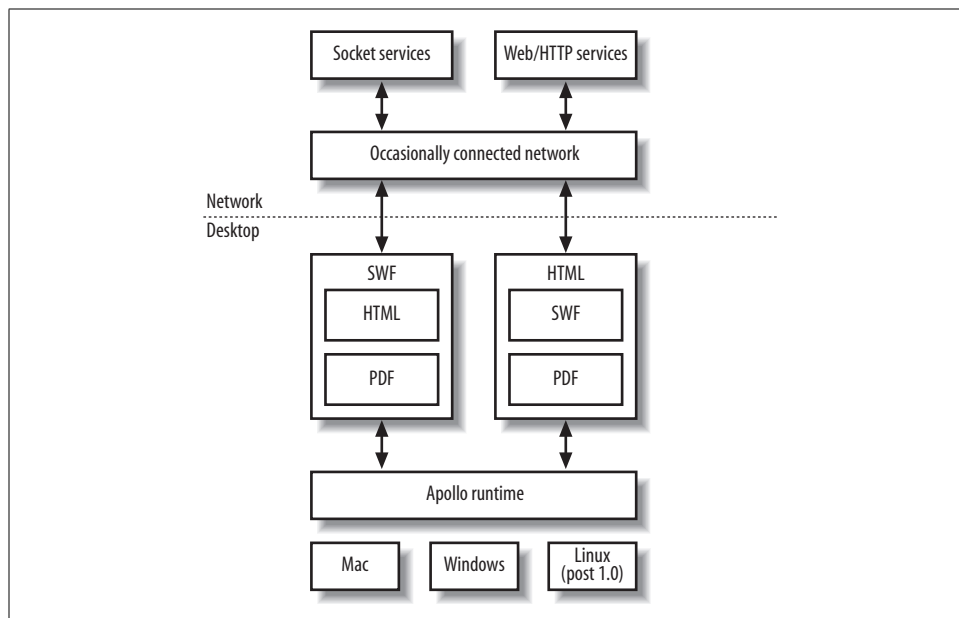 Socket services
Web/HTTP services
Occasionally connected network
Network
Desktop
SWF
HTML
PDF
HTML
SWF
PDF
Apollo runtime
Mac
Windows
Linux
(post 1.0)